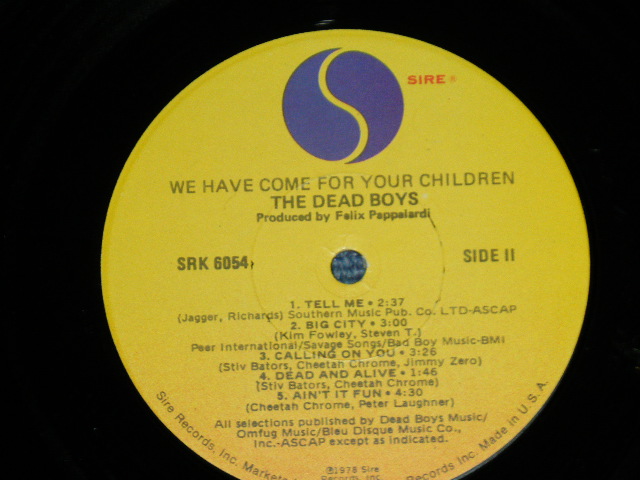 SIRE ®
WE HAVE COME FOR YOUR CHILDREN
THE DEAD BOYS
Produced by Felix Pappalardi
SRK 6054
SIDE II
1. TELL ME • 2:37
(Jagger, Richards) Southern Music Pub. Co. LTD-ASCAP
2. BIG CITY • 3:00
(Kim Fowley, Steven T.)
Peer International/Savage Songs/Bad Boy Music-BMI
3. CALLING ON YOU • 3:26
(Stiv Bators, Cheetah Chrome, Jimmy Zero)
4. DEAD AND ALIVE • 1:46
(Stiv Bators, Cheetah Chrome)
5. AIN'T IT FUN • 4:30
(Cheetah Chrome, Peter Laughner)
All selections published by Dead Boys Music/
Omfug Music/Bleu Disque Music Co.,
Inc.-ASCAP except as indicated.
Sire Records, Inc. Markete
℗1978 Sire
Records, Inc.
Records Inc. Made in U.S.A.